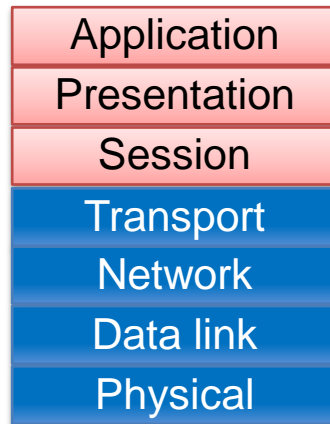 Application
Presentation
Session
Transport
Network
Data link
Physical